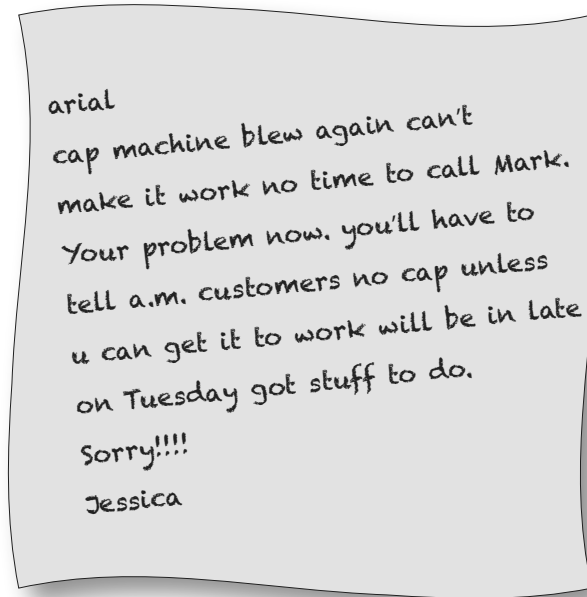 arial
cap machine blew again can't
make it work no time to call Mark.
Your problem now. you'll have to
tell a.m. customers no cap unless
u can get it to work will be in late
on Tuesday got stuff to do.
Sorry!!!!
Jessica